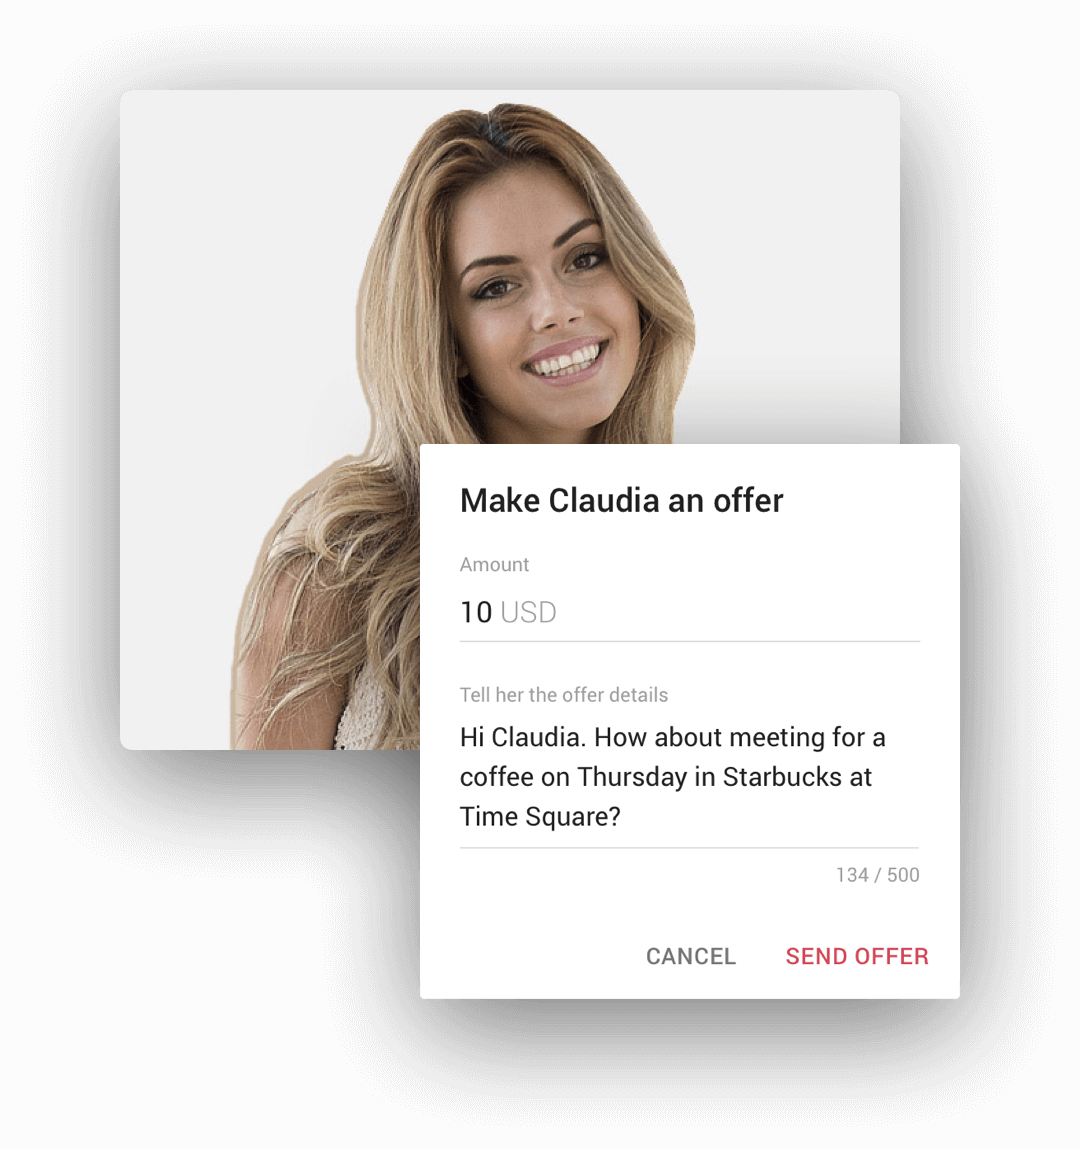 Make Claudia an offer
Amount
10 USD
Tell her the offer details
Hi Claudia. How about meeting for a
coffee on Thursday in Starbucks at
Time Square?
134 / 500
CANCEL SEND OFFER